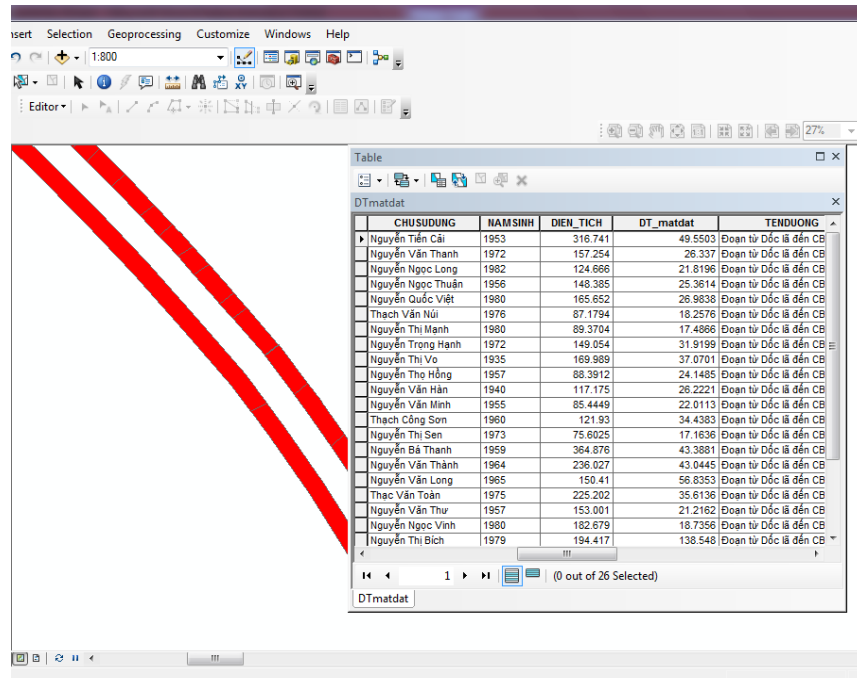 nsert Selection Geoprocessing Customize Windows Help
1:800
XY
Editor
27%
Table
DTmatdat
CHUSUDUNG NAMSINH DIEN_TICH DT_matdat TENDUONG
Nguyễn Tiến Cải 1953 316.741 49.5503 Đoạn từ Dốc lã đến CB
Nguyễn Văn Thanh 1972 157.254 26.337 Đoạn từ Dốc lã đến CB
Nguyễn Ngọc Long 1982 124.666 21.8196 Đoạn từ Dốc lã đến CB
Nguyễn Ngọc Thuận 1956 148.385 25.3614 Đoạn từ Dốc lã đến CB
Nguyễn Quốc Việt 1980 165.652 26.9838 Đoạn từ Dốc lã đến CB
Thạch Văn Núi 1976 87.1794 18.2576 Đoạn từ Dốc lã đến CB
Nguyễn Thị Mạnh 1980 89.3704 17.4866 Đoạn từ Dốc lã đến CB
Nguyễn Trọng Hạnh 1972 149.054 31.9199 Đoạn từ Dốc lã đến CB
Nguyễn Thị Vo 1935 169.989 37.0701 Đoạn từ Dốc lã đến CB
Nguyễn Thọ Hồng 1957 88.3912 24.1485 Đoạn từ Dốc lã đến CB
Nguyễn Văn Hàn 1940 117.175 26.2221 Đoạn từ Dốc lã đến CB
Nguyễn Văn Minh 1955 85.4449 22.0113 Đoạn từ Dốc lã đến CB
Thạch Công Sơn 1960 121.93 34.4383 Đoạn từ Dốc lã đến CB
Nguyễn Thị Sen 1973 75.6025 17.1636 Đoạn từ Dốc lã đến CB
Nguyễn Bá Thanh 1959 364.876 43.3881 Đoạn từ Dốc lã đến CB
Nguyễn Văn Thành 1964 236.027 43.0445 Đoạn từ Dốc lã đến CB
Nguyễn Văn Long 1965 150.41 56.8353 Đoạn từ Dốc lã đến CB
Thạc Văn Toàn 1975 225.202 35.6136 Đoạn từ Dốc lã đến CB
Nguyễn Văn Thư 1957 153.001 21.2162 Đoạn từ Dốc lã đến CB
Nguyễn Ngọc Vinh 1980 182.679 18.7356 Đoạn từ Dốc lã đến CB
Nguyễn Thị Bích 1979 194.417 138.548 Đoạn từ Dốc lã đến CB
1 (0 out of 26 Selected)
DTmatdat